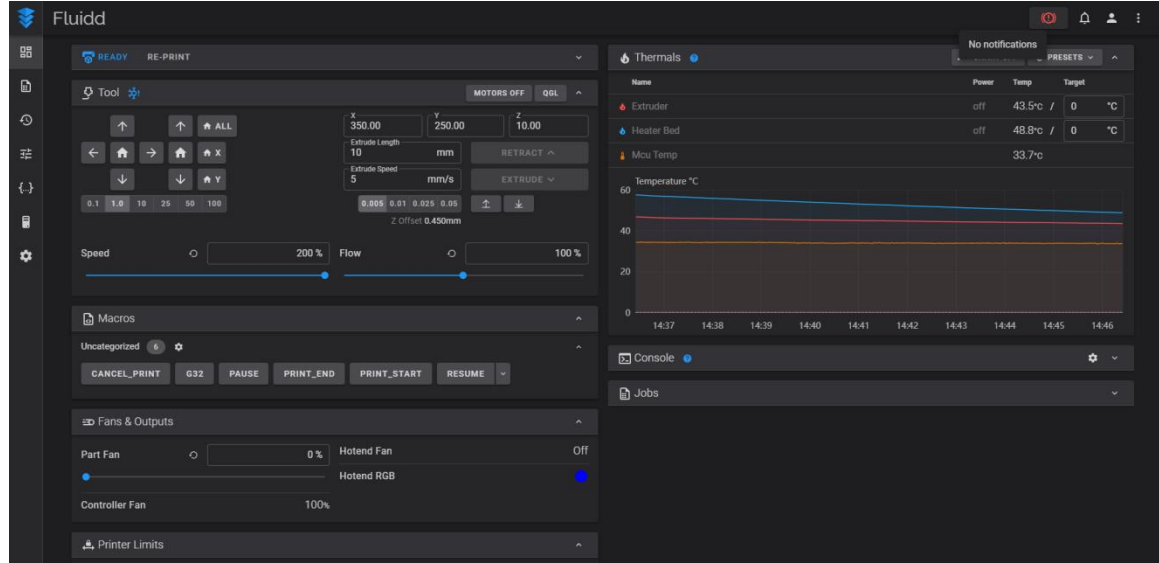 Fluidd
No notifications
READY RE-PRINT
Tool MOTORS OFF QGL
ALL
X
Y
0.1 1.0 10 25 50 100
X 350.00 Y 250.00 Z 10.00
Extrude Length
10 mm RETRACT
Extrude Speed
5 mm/s EXTRUDE
0.005 0.01 0.025 0.05
Z Offset 0.450mm
Speed 200 % Flow 100 %
Macros
Uncategorized 6
CANCEL_PRINT G32 PAUSE PRINT_END PRINT_START RESUME
Fans & Outputs
Part Fan 0 %
Controller Fan 100%
Hotend Fan Off
Hotend RGB
Printer Limits
Thermals PRESETS
Name Power Temp Target
Extruder off 43.5°C / 0 °C
Heater Bed off 48.8°C / 0 °C
Mcu Temp 33.7°C
Temperature °C
60
40
20
0
14:37 14:38 14:39 14:40 14:41 14:42 14:43 14:44 14:45 14:46
Console
Jobs